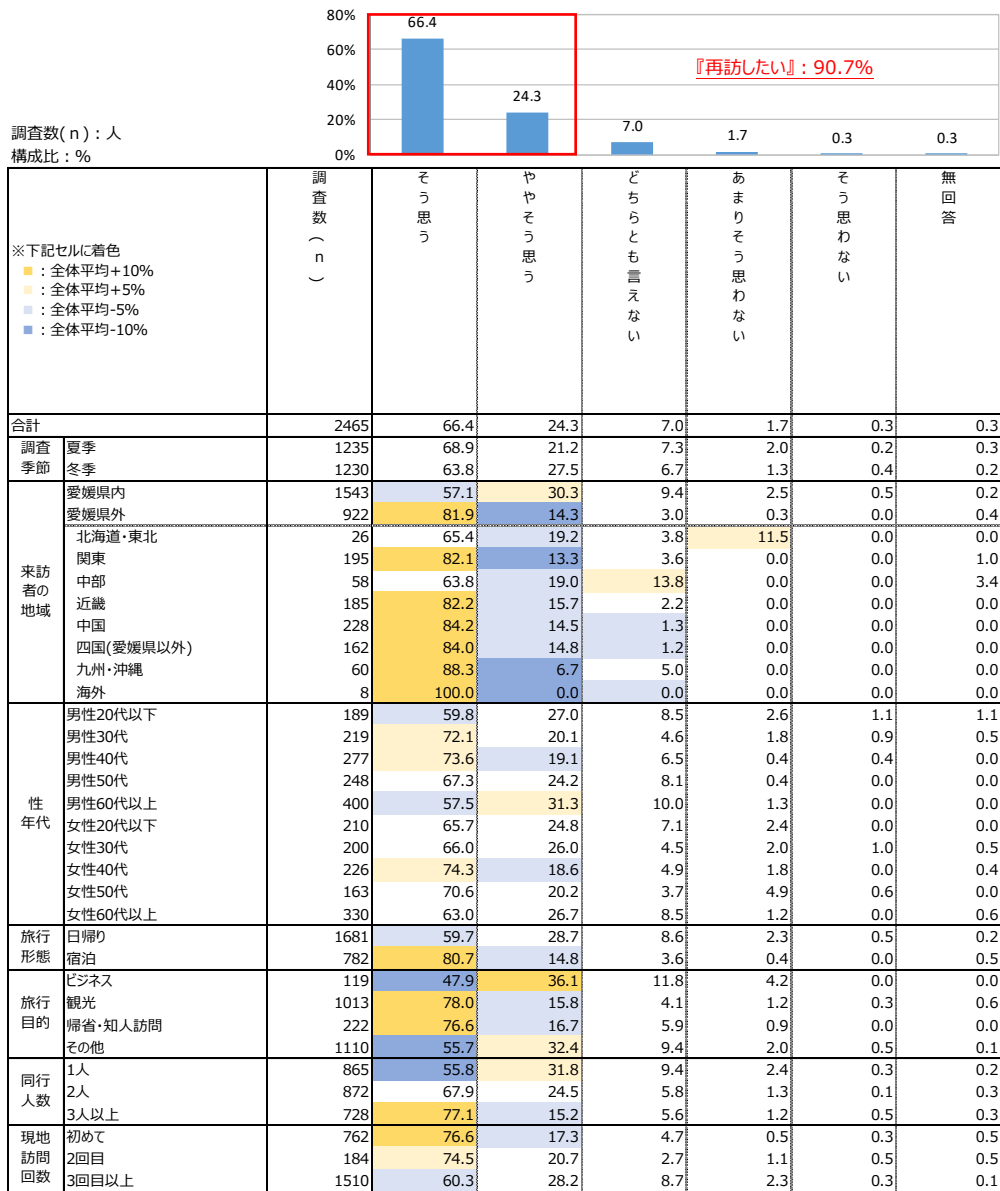 80%
60%
40%
20%
0%
66.4
24.3
7.0
1.7
0.3
0.3
『再訪したい』：90.7%
調査数(ｎ)：人
構成比：%
※下記セルに着色
■：全体平均+10%
■：全体平均+5%
■：全体平均-5%
■：全体平均-10%
調査数(n)
そう思う
ややそう思う
どちらとも言えない
あまりそう思わない
そう思わない
無回答
合計 2465 66.4 24.3 7.0 1.7 0.3 0.3
調査季節
夏季 1235 68.9 21.2 7.3 2.0 0.2 0.3
冬季 1230 63.8 27.5 6.7 1.3 0.4 0.2
来訪者の地域
愛媛県内 1543 57.1 30.3 9.4 2.5 0.5 0.2
愛媛県外 922 81.9 14.3 3.0 0.3 0.0 0.4
北海道・東北 26 65.4 19.2 3.8 11.5 0.0 0.0
関東 195 82.1 13.3 3.6 0.0 0.0 1.0
中部 58 63.8 19.0 13.8 0.0 0.0 3.4
近畿 185 82.2 15.7 2.2 0.0 0.0 0.0
中国 228 84.2 14.5 1.3 0.0 0.0 0.0
四国(愛媛県以外) 162 84.0 14.8 1.2 0.0 0.0 0.0
九州・沖縄 60 88.3 6.7 5.0 0.0 0.0 0.0
海外 8 100.0 0.0 0.0 0.0 0.0 0.0
性年代
男性20代以下 189 59.8 27.0 8.5 2.6 1.1 1.1
男性30代 219 72.1 20.1 4.6 1.8 0.9 0.5
男性40代 277 73.6 19.1 6.5 0.4 0.4 0.0
男性50代 248 67.3 24.2 8.1 0.4 0.0 0.0
男性60代以上 400 57.5 31.3 10.0 1.3 0.0 0.0
女性20代以下 210 65.7 24.8 7.1 2.4 0.0 0.0
女性30代 200 66.0 26.0 4.5 2.0 1.0 0.5
女性40代 226 74.3 18.6 4.9 1.8 0.0 0.4
女性50代 163 70.6 20.2 3.7 4.9 0.6 0.0
女性60代以上 330 63.0 26.7 8.5 1.2 0.0 0.6
旅行形態
日帰り 1681 59.7 28.7 8.6 2.3 0.5 0.2
宿泊 782 80.7 14.8 3.6 0.4 0.0 0.5
旅行目的
ビジネス 119 47.9 36.1 11.8 4.2 0.0 0.0
観光 1013 78.0 15.8 4.1 1.2 0.3 0.6
帰省・知人訪問 222 76.6 16.7 5.9 0.9 0.0 0.0
その他 1110 55.7 32.4 9.4 2.0 0.5 0.1
同行人数
1人 865 55.8 31.8 9.4 2.4 0.3 0.2
2人 872 67.9 24.5 5.8 1.3 0.1 0.3
3人以上 728 77.1 15.2 5.6 1.2 0.5 0.3
現地訪問回数
初めて 762 76.6 17.3 4.7 0.5 0.3 0.5
2回目 184 74.5 20.7 2.7 1.1 0.5 0.5
3回目以上 1510 60.3 28.2 8.7 2.3 0.3 0.1